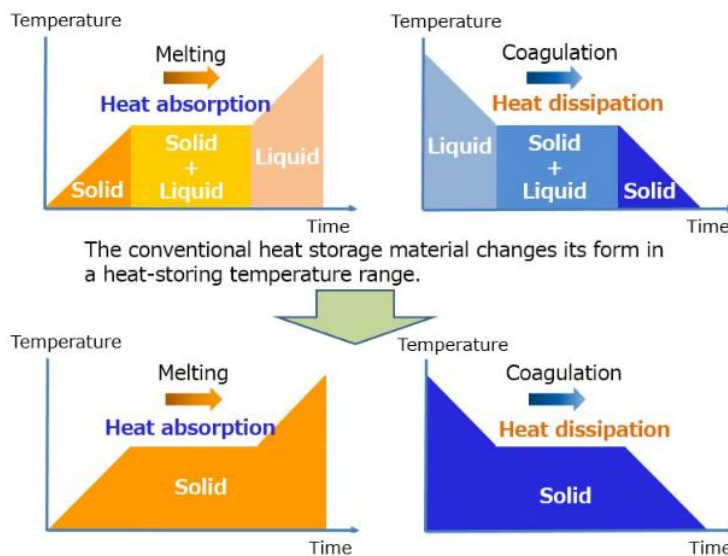 Temperature
Melting
Heat absorption
Solid
Solid
+
Liquid
Liquid
Time
Temperature
Coagulation
Heat dissipation
Liquid
Solid
+
Liquid
Solid
Time
The conventional heat storage material changes its form in
a heat-storing temperature range.
Temperature
Melting
Heat absorption
Solid
Time
Temperature
Coagulation
Heat dissipation
Solid
Time